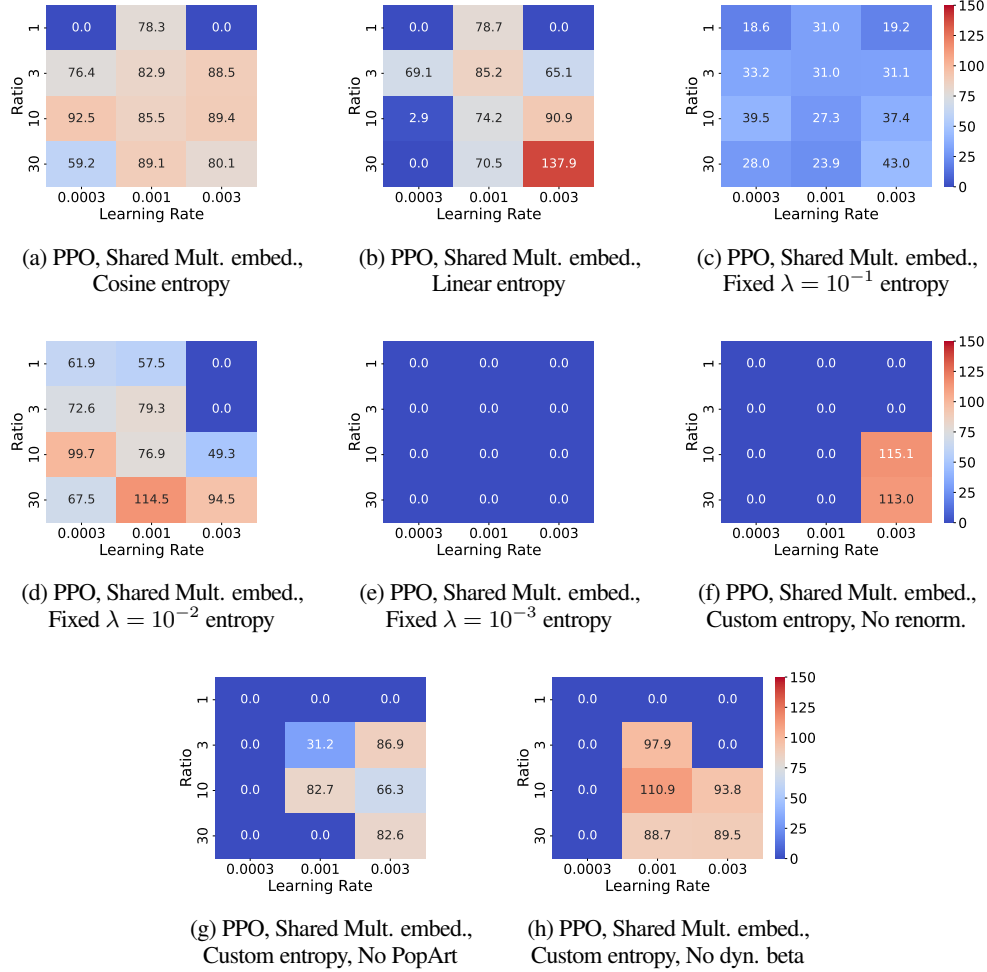 1 0.0 78.3 0.0
3 76.4 82.9 88.5
10 92.5 85.5 89.4
30 59.2 89.1 80.1
Ratio
0.0003 0.001 0.003
Learning Rate
(a) PPO, Shared Mult. embed.,
Cosine entropy
1 0.0 78.7 0.0
3 69.1 85.2 65.1
10 2.9 74.2 90.9
30 0.0 70.5 137.9
Ratio
0.0003 0.001 0.003
Learning Rate
(b) PPO, Shared Mult. embed.,
Linear entropy
1 18.6 31.0 19.2
3 33.2 31.0 31.1
10 39.5 27.3 37.4
30 28.0 23.9 43.0
Ratio
0.0003 0.001 0.003
Learning Rate
150
125
100
75
50
25
0
(c) PPO, Shared Mult. embed.,
Fixed λ = 10⁻¹ entropy
1 61.9 57.5 0.0
3 72.6 79.3 0.0
10 99.7 76.9 49.3
30 67.5 114.5 94.5
Ratio
0.0003 0.001 0.003
Learning Rate
(d) PPO, Shared Mult. embed.,
Fixed λ = 10⁻² entropy
1 0.0 0.0 0.0
3 0.0 0.0 0.0
10 0.0 0.0 0.0
30 0.0 0.0 0.0
Ratio
0.0003 0.001 0.003
Learning Rate
(e) PPO, Shared Mult. embed.,
Fixed λ = 10⁻³ entropy
1 0.0 0.0 0.0
3 0.0 0.0 0.0
10 0.0 0.0 115.1
30 0.0 0.0 113.0
Ratio
0.0003 0.001 0.003
Learning Rate
150
125
100
75
50
25
0
(f) PPO, Shared Mult. embed.,
Custom entropy, No renorm.
1 0.0 0.0 0.0
3 0.0 31.2 86.9
10 0.0 82.7 66.3
30 0.0 0.0 82.6
Ratio
0.0003 0.001 0.003
Learning Rate
(g) PPO, Shared Mult. embed.,
Custom entropy, No PopArt
1 0.0 0.0 0.0
3 0.0 97.9 0.0
10 0.0 110.9 93.8
30 0.0 88.7 89.5
Ratio
0.0003 0.001 0.003
Learning Rate
150
125
100
75
50
25
0
(h) PPO, Shared Mult. embed.,
Custom entropy, No dyn. beta